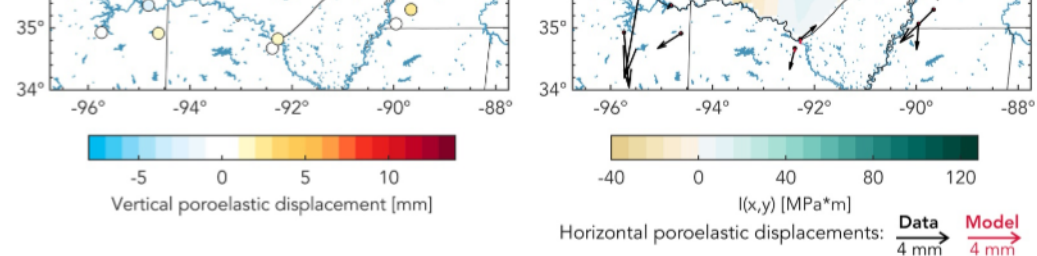 35°
34°
-96 -94 -92 -90 -88°
-5 0 5 10
Vertical poroelastic displacement [mm]
35°
34°
-96 -94 -92 -90 -88°
-40 0 40 80 120
I(x,y) [MPa*m]
Horizontal poroelastic displacements:
Data
4 mm
Model
4 mm